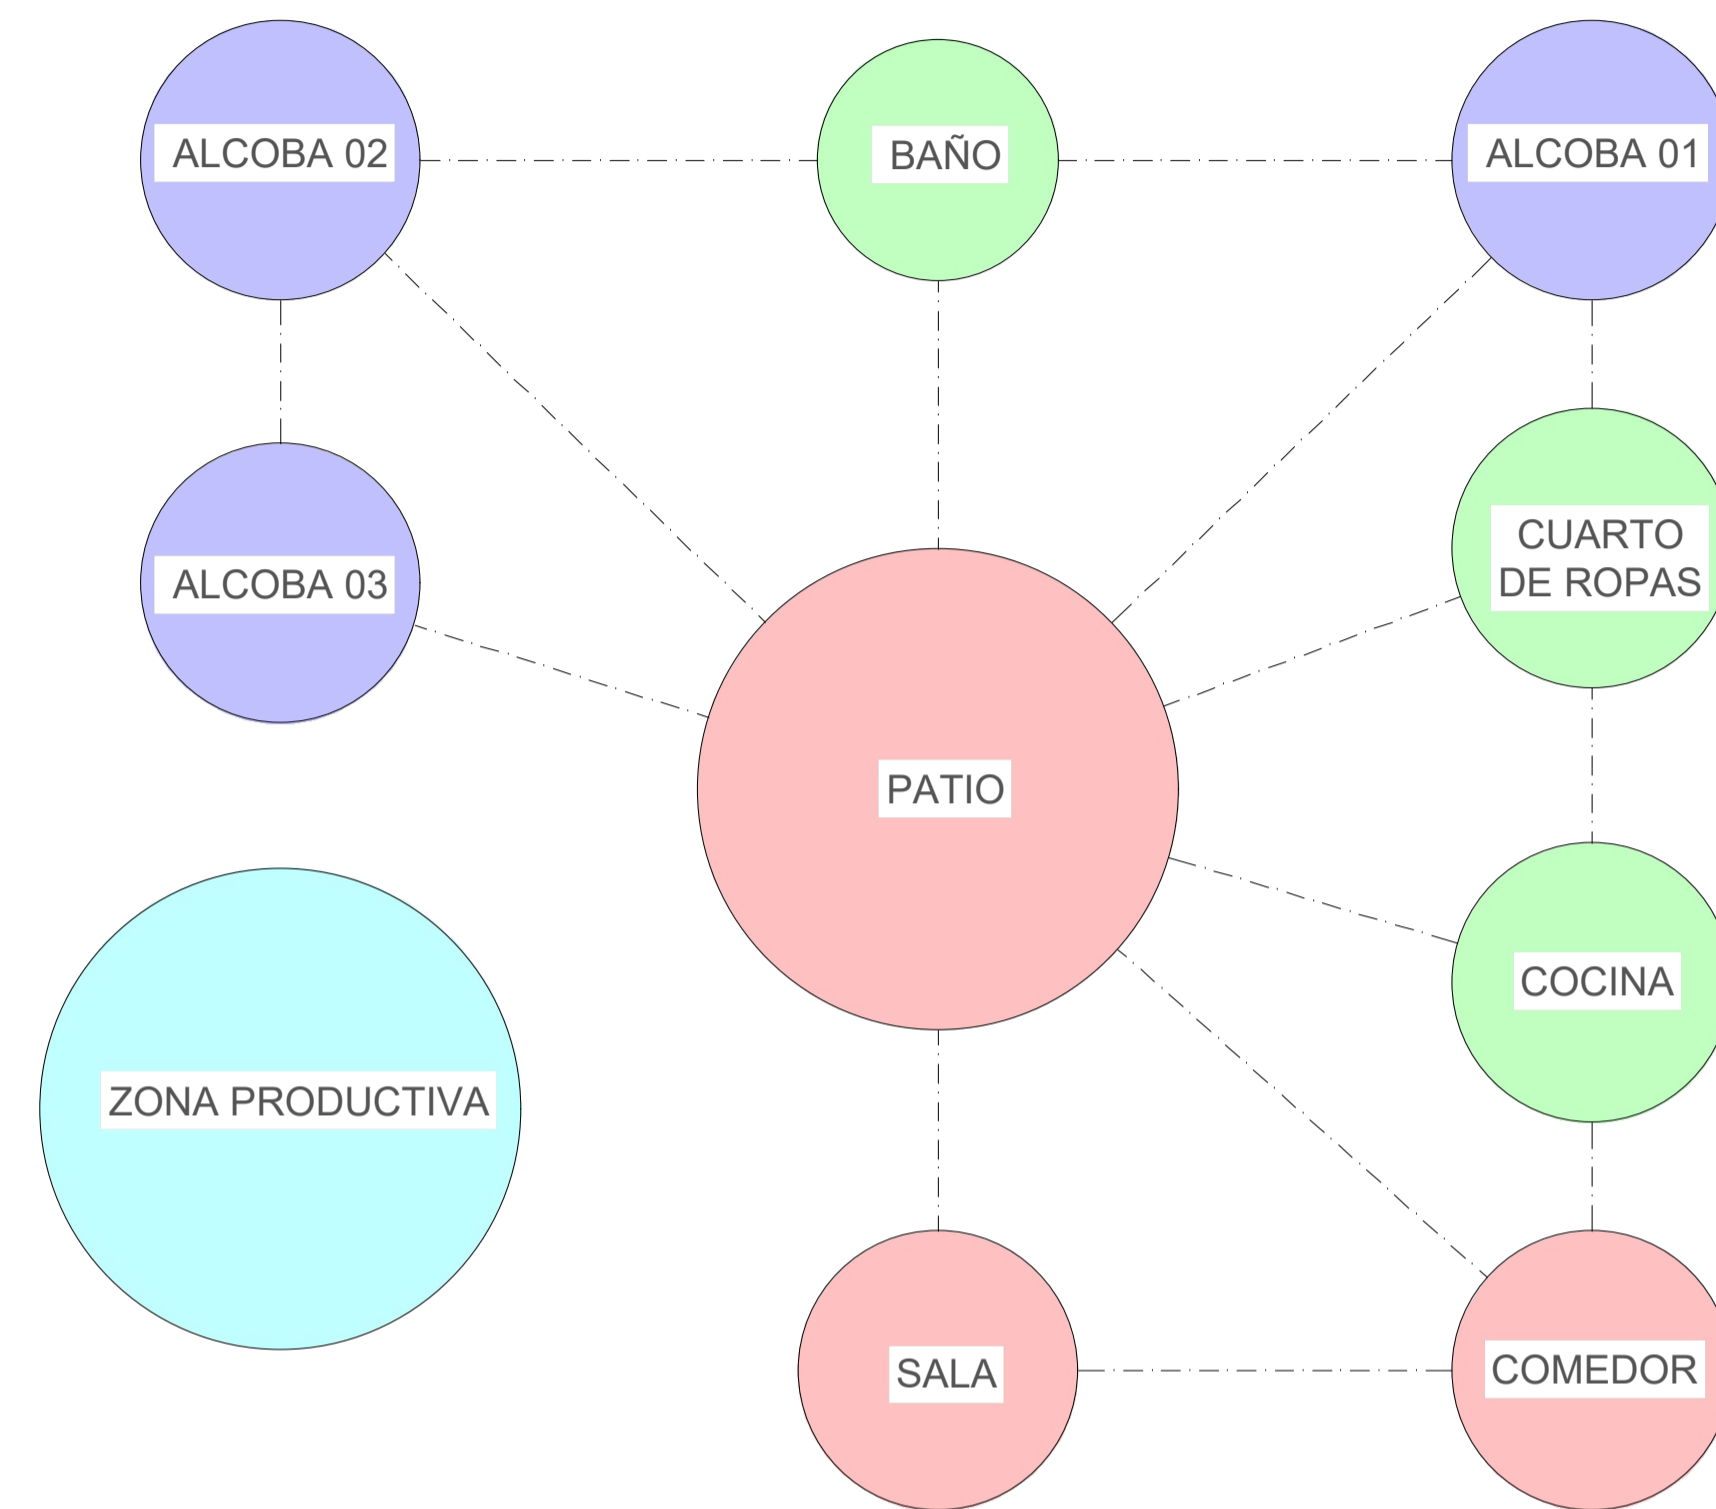 ALCOBA 02
BAÑO
ALCOBA 01
CUARTO
DE ROPAS
ALCOBA 03
PATIO
COCINA
ZONA PRODUCTIVA
SALA
COMEDOR